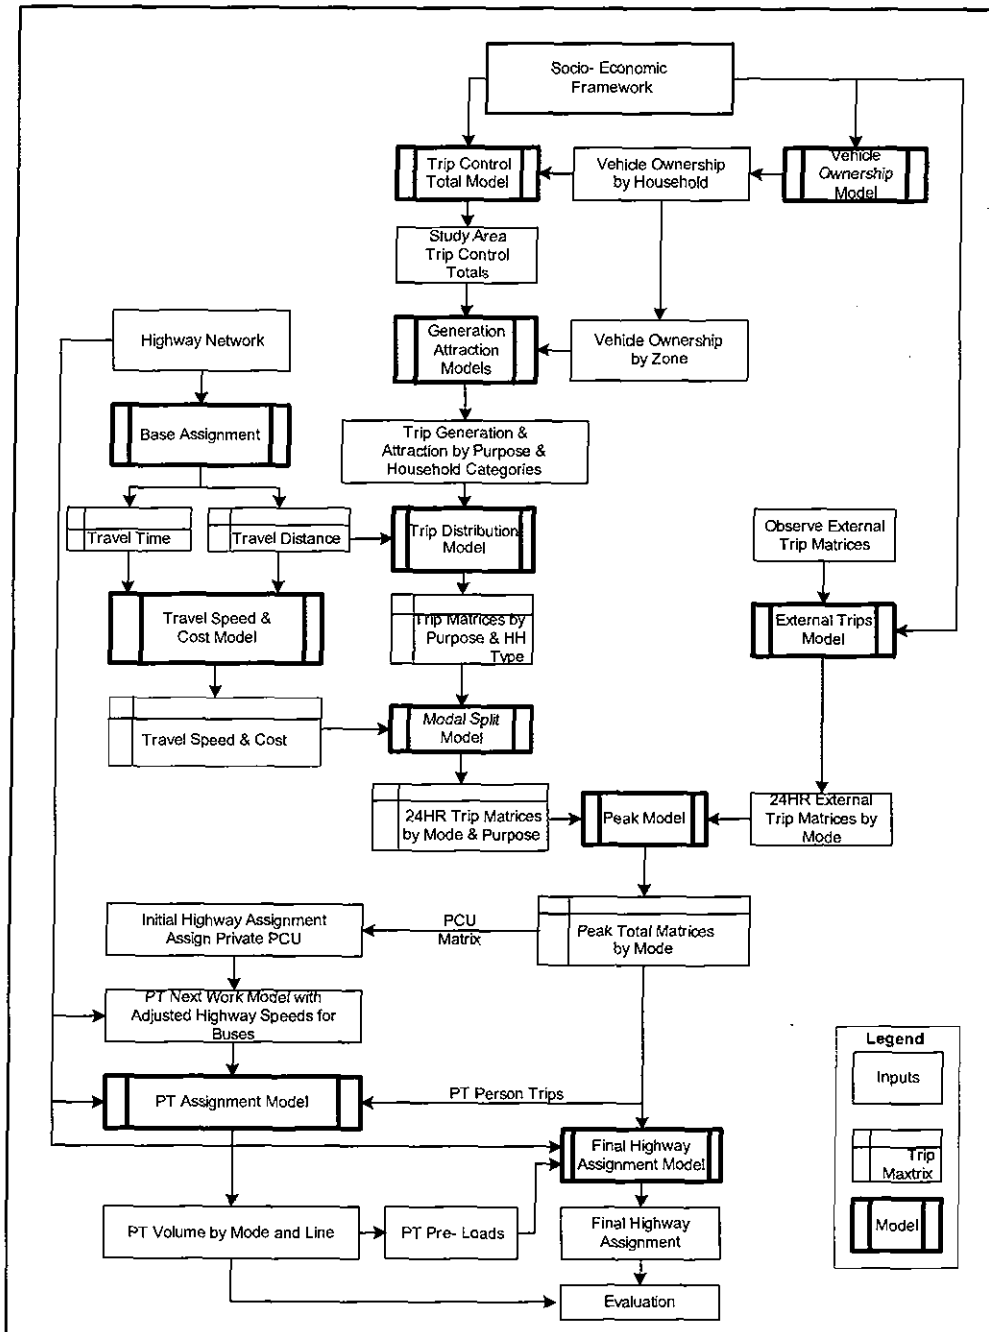 Socio- Economic
Framework
Trip Control
Total Model
Vehicle Ownership
by Household
Vehicle
Ownership
Model
Study Area
Trip Control
Totals
Highway Network
Generation
Attraction
Models
Vehicle Ownership
by Zone
Base Assignment
Trip Generation &
Attraction by Purpose &
Household Categories
Travel Time
Travel Distance
Trip Distribution
Model
Observe External
Trip Matrices
Travel Speed &
Cost Model
Trip Matrices by
Purpose & HH
Type
External Trips
Model
Travel Speed & Cost
Modal Split
Model
24HR Trip Matrices
by Mode & Purpose
Peak Model
24HR External
Trip Matrices by
Mode
Initial Highway Assignment
Assign Private PCU
PCU
Matrix
Peak Total Matrices
by Mode
PT Next Work Model with
Adjusted Highway Speeds for
Buses
PT Assignment Model
PT Person Trips
Final Highway
Assignment Model
PT Volume by Mode and Line
PT Pre- Loads
Final Highway
Assignment
Evaluation
Legend
Inputs
Trip
Maxtrix
Model